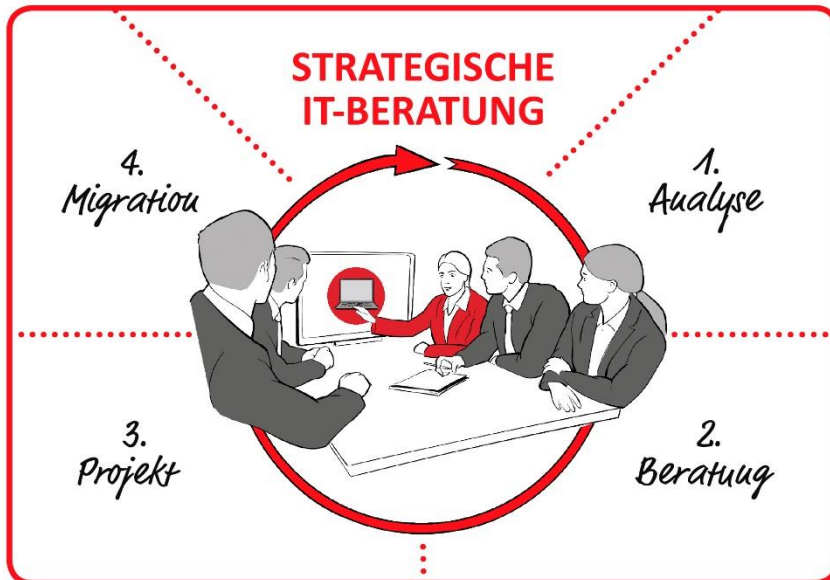 STRATEGISCHE
IT-BERATUNG
1.
Analyse
2.
Beratung
3.
Projekt
4.
Migration